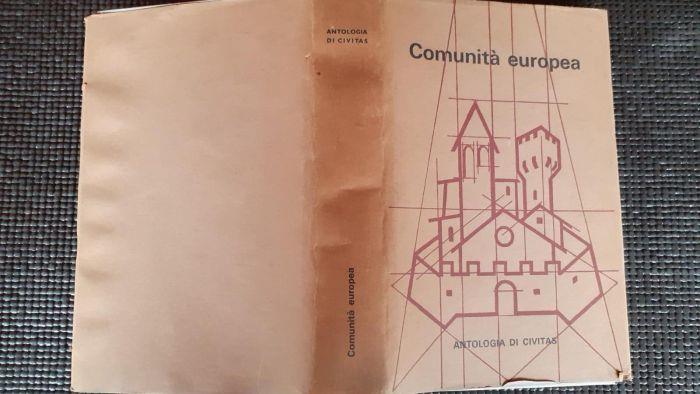 ANTOLOGIA
DI CIVITAS
Comunità europea
Comunità europea
ANTOLOGIA DI CIVITAS